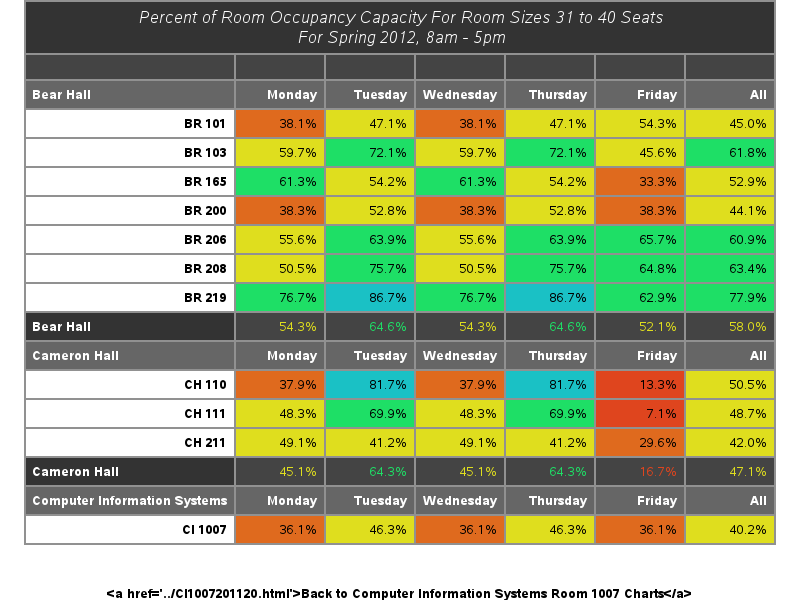 Percent of Room Occupancy Capacity For Room Sizes 31 to 40 Seats
For Spring 2012, 8am - 5pm
Bear Hall Monday Tuesday Wednesday Thursday Friday All
BR 101 38.1% 47.1% 38.1% 47.1% 54.3% 45.0%
BR 103 59.7% 72.1% 59.7% 72.1% 45.6% 61.8%
BR 165 61.3% 54.2% 61.3% 54.2% 33.3% 52.9%
BR 200 38.3% 52.8% 38.3% 52.8% 38.3% 44.1%
BR 206 55.6% 63.9% 55.6% 63.9% 65.7% 60.9%
BR 208 50.5% 75.7% 50.5% 75.7% 64.8% 63.4%
BR 219 76.7% 86.7% 76.7% 86.7% 62.9% 77.9%
Bear Hall 54.3% 64.6% 54.3% 64.6% 52.1% 58.0%
Cameron Hall Monday Tuesday Wednesday Thursday Friday All
CH 110 37.9% 81.7% 37.9% 81.7% 13.3% 50.5%
CH 111 48.3% 69.9% 48.3% 69.9% 7.1% 48.7%
CH 211 49.1% 41.2% 49.1% 41.2% 29.6% 42.0%
Cameron Hall 45.1% 64.3% 45.1% 64.3% 16.7% 47.1%
Computer Information Systems Monday Tuesday Wednesday Thursday Friday All
CI 1007 36.1% 46.3% 36.1% 46.3% 36.1% 40.2%
&lt;a href='../CI1007201120.html'&gt;Back to Computer Information Systems Room 1007 Charts&lt;/a&gt;